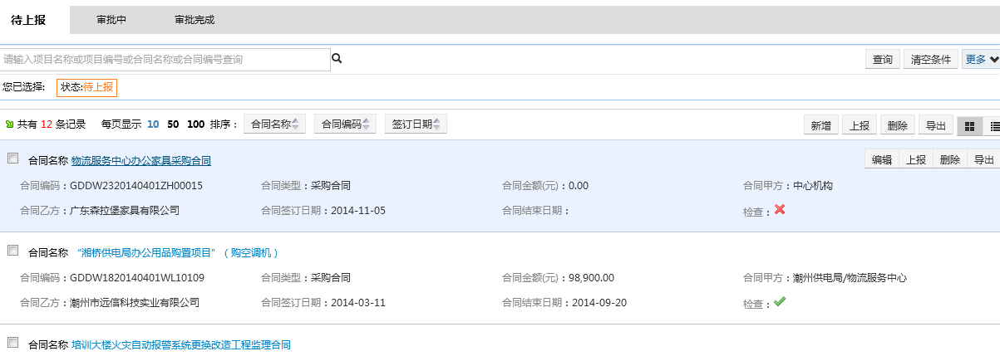 待上报 审批中 审批完成
请输入项目名称或项目编号或合同名称或合同编号查询 查询 清空条件 更多
您已选择: 状态:待上报
共有 12 条记录 每页显示 10 50 100 排序： 合同名称 合同编码 签订日期 新增 上报 删除 导出
合同名称 物流服务中心办公家具采购合同 编辑 上报 删除 导出
合同编码：GDDW2320140401ZH00015 合同类型：采购合同 合同金额(元)：0.00 合同甲方：中心机构
合同乙方：广东森拉堡家具有限公司 合同签订日期：2014-11-05 合同结束日期： 检查：
合同名称 “湘桥供电局办公用品购置项目”（购空调机）
合同编码：GDDW1820140401WL10109 合同类型：采购合同 合同金额(元)：98,900.00 合同甲方：潮州供电局/物流服务中心
合同乙方：潮州市远信科技实业有限公司 合同签订日期：2014-03-11 合同结束日期：2014-09-20 检查：
合同名称 培训大楼火灾自动报警系统更换改造工程监理合同